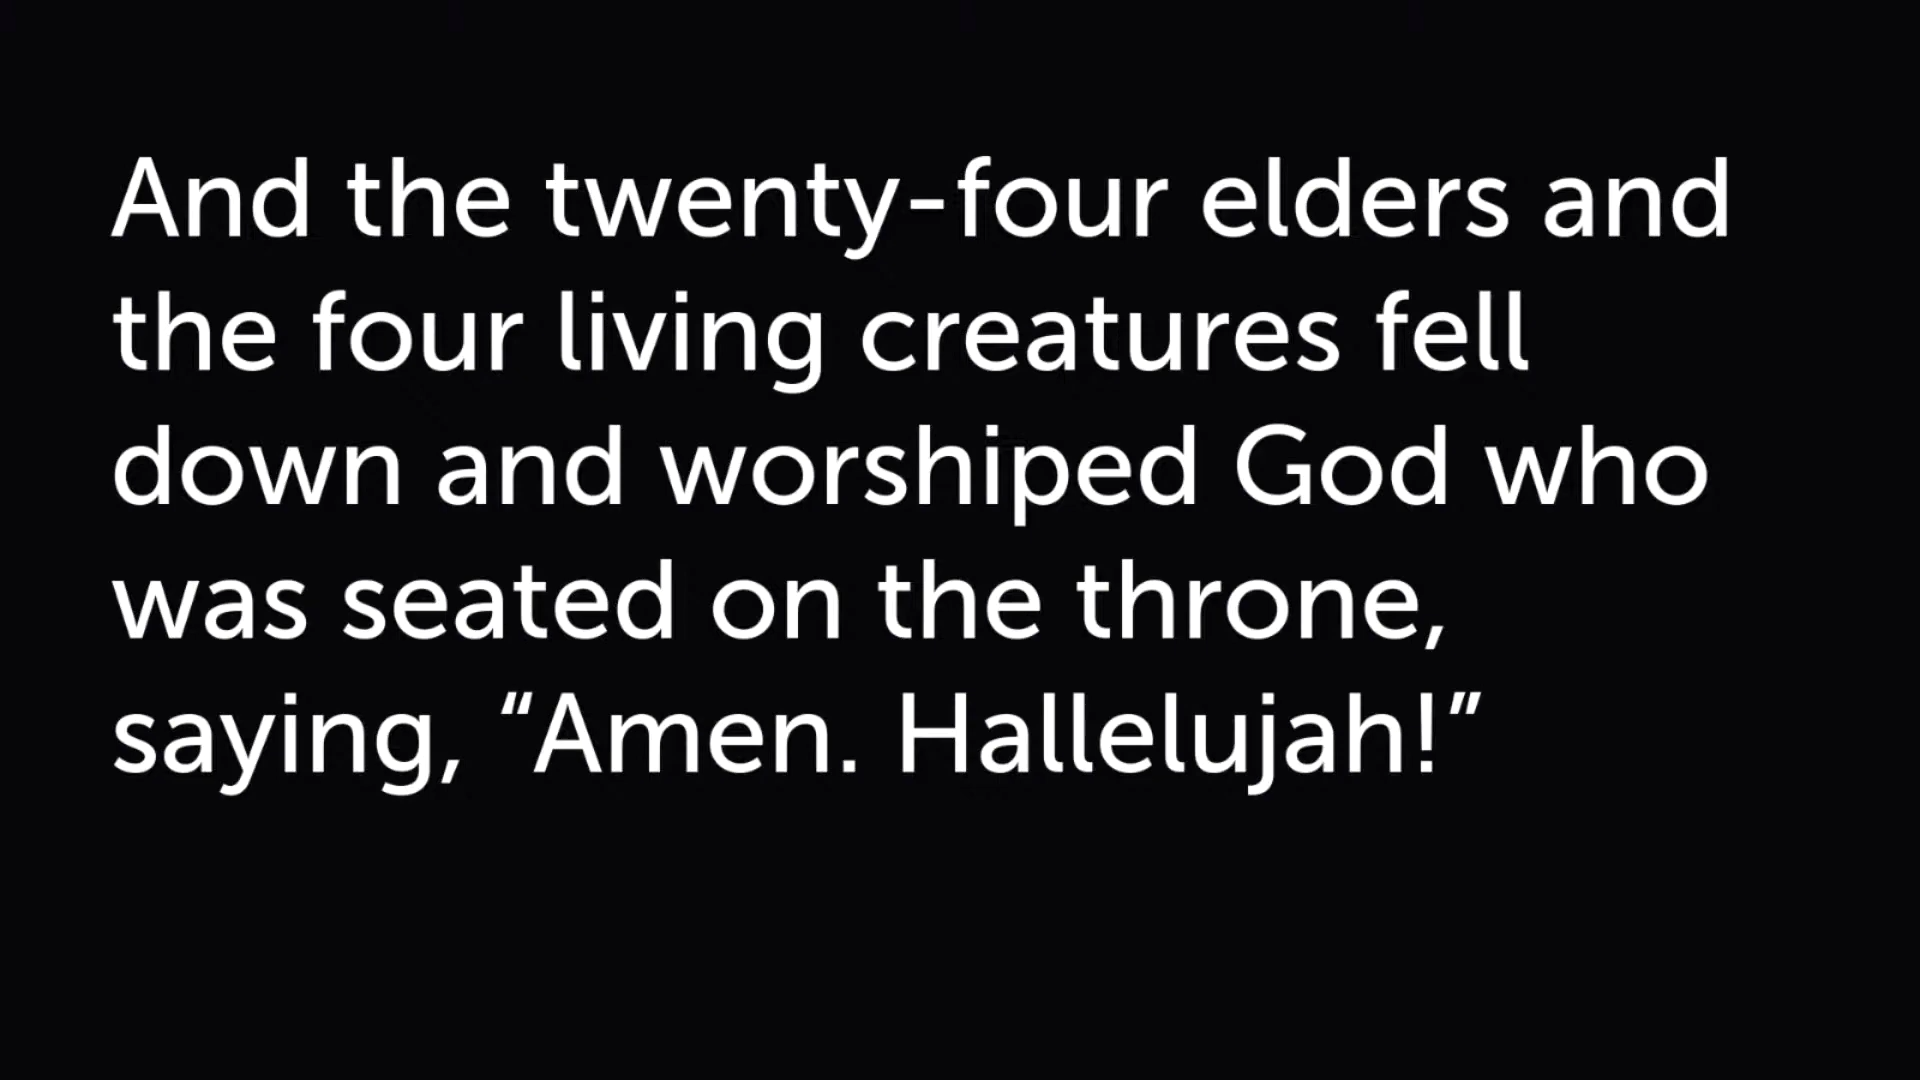 And the twenty-four elders and
the four living creatures fell
down and worshiped God who
was seated on the throne,
saying, “Amen. Hallelujah!”